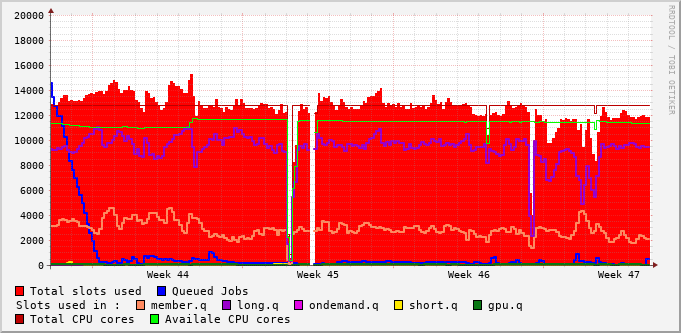 20000
18000
16000
14000
12000
10000
8000
6000
4000
2000
0
Week 44 Week 45 Week 46 Week 47
Total slots used Queued Jobs
Slots used in : member.q long.q ondemand.q short.q gpu.q
Total CPU cores Availale CPU cores
RRDTOOL / TOBI OETIKER